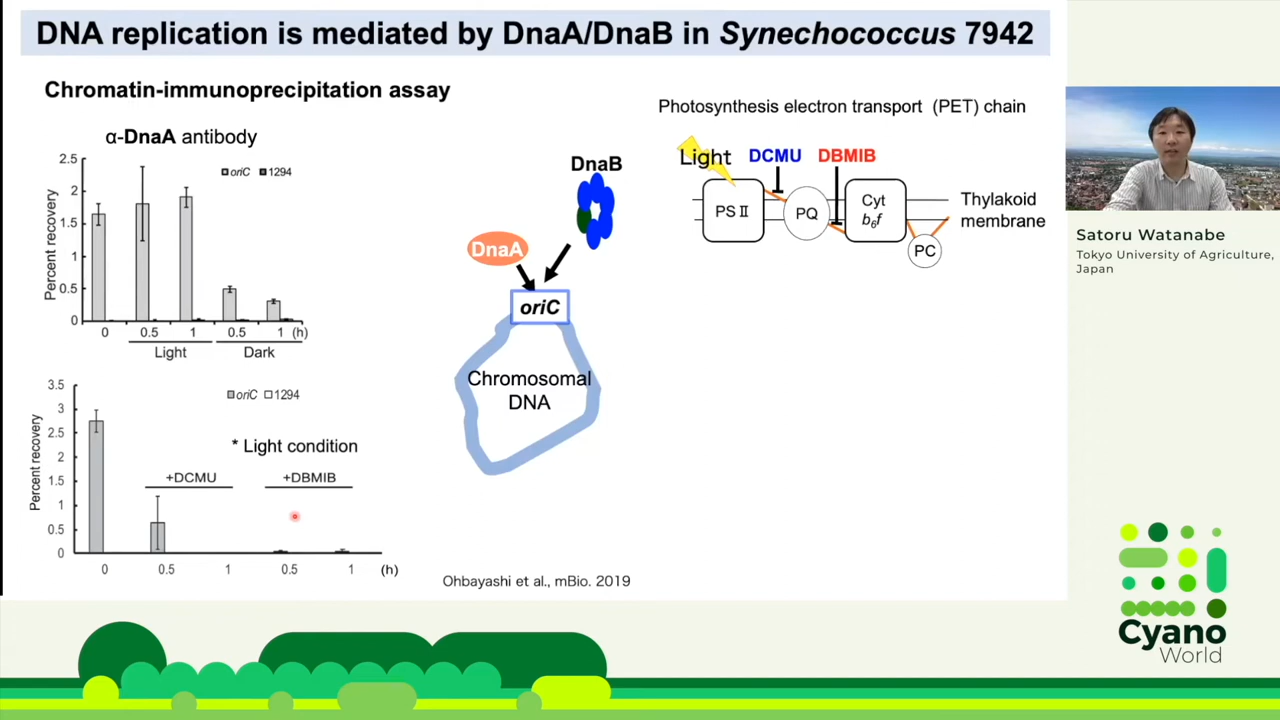 DNA replication is mediated by DnaA/DnaB in Synechococcus 7942
Chromatin-immunoprecipitation assay
α-DnaA antibody
2.5
2
1.5
1
0.5
0
Percent recovery
oriC 1294
0 0.5 1 0.5 1 (h)
Light Dark
3.5
3
2
1.5
1
0.5
0
Percent recovery
oriC 1294
* Light condition
+DCMU +DBMIB
0 0.5 1 0.5 1 (h)
DnaB
DnaA
oriC
Chromosomal
DNA
Ohbayashi et al., mBio. 2019
Photosynthesis electron transport (PET) chain
Light DCMU DBMIB
PS II
PQ
Cyt
b6f
PC
Thylakoid
membrane
Satoru Watanabe
Tokyo University of Agriculture,
Japan
Cyano
World